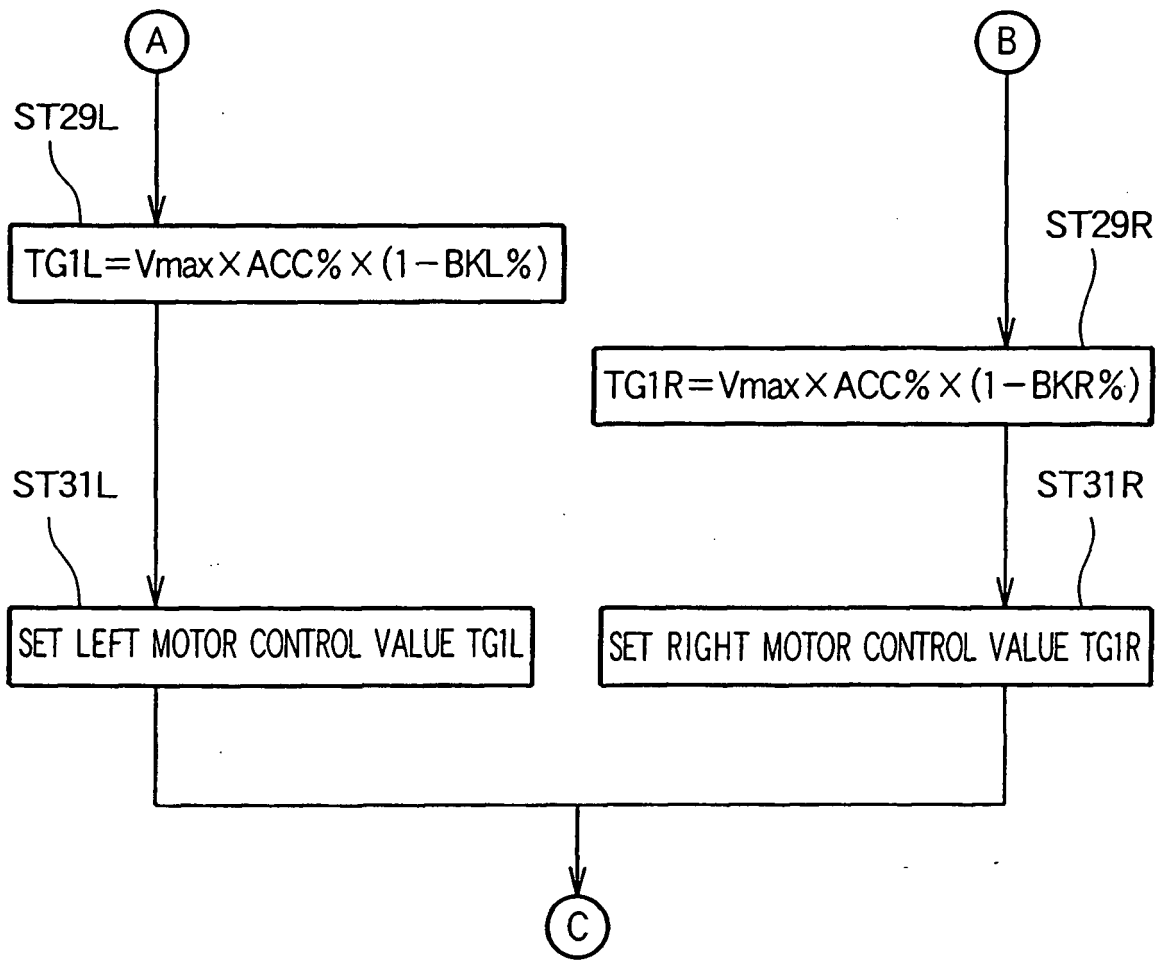 A
B
ST29L
TG1L=Vmax×ACC%×(1-BKL%)
ST29R
TG1R=Vmax×ACC%×(1-BKR%)
ST31L
SET LEFT MOTOR CONTROL VALUE TG1L
ST31R
SET RIGHT MOTOR CONTROL VALUE TG1R
C